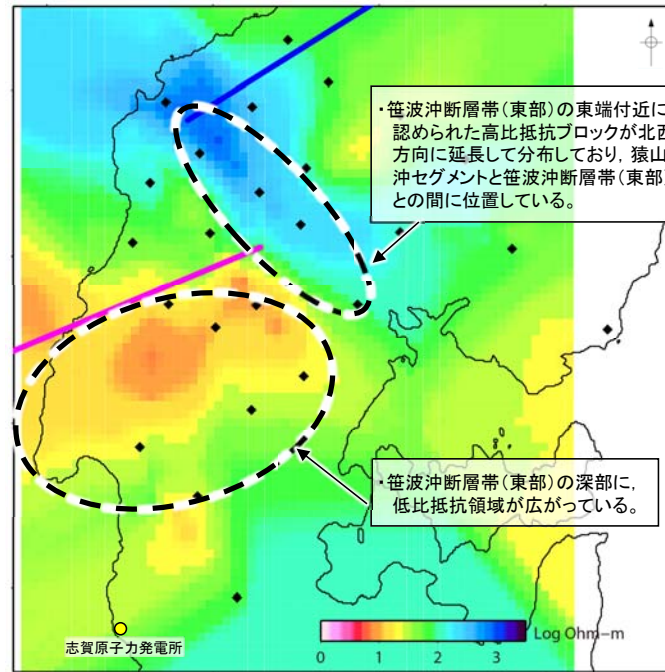 ・笹波沖断層帯(東部)の東端付近に
認められた高比抵抗ブロックが北西
方向に延長して分布しており，猿山
沖セグメントと笹波沖断層帯(東部)
との間に位置している。
・笹波沖断層帯(東部)の深部に，
低比抵抗領域が広がっている。
志賀原子力発電所
Log Ohm-m
0 1 2 3